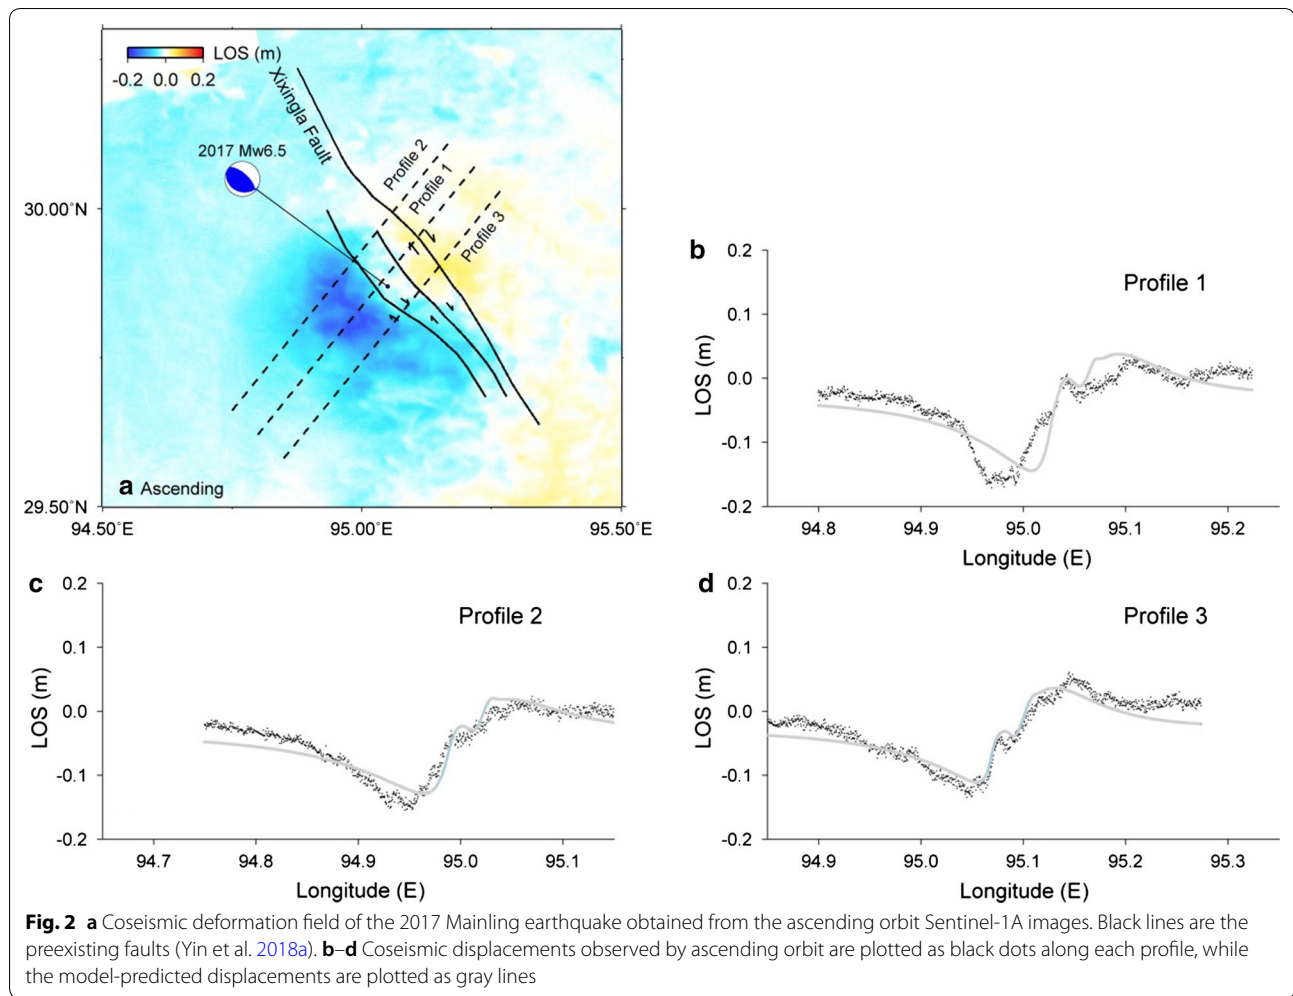 LOS (m)
-0.2 0.0 0.2
Xixingla Fault
2017 Mw6.5
Profile 2
Profile 1
Profile 3
30.00°N
29.50°N
a Ascending
94.50°E 95.00°E 95.50°E
b
Profile 1
0.2
0.1
0.0
-0.1
-0.2
LOS (m)
94.8 94.9 95.0 95.1 95.2
Longitude (E)
c
Profile 2
0.2
0.1
0.0
-0.1
-0.2
LOS (m)
94.7 94.8 94.9 95.0 95.1
Longitude (E)
d
Profile 3
0.2
0.1
0.0
-0.1
-0.2
LOS (m)
94.9 95.0 95.1 95.2 95.3
Longitude (E)
Fig. 2 a Coseismic deformation field of the 2017 Mainling earthquake obtained from the ascending orbit Sentinel-1A images. Black lines are the
preexisting faults (Yin et al. 2018a). b–d Coseismic displacements observed by ascending orbit are plotted as black dots along each profile, while
the model-predicted displacements are plotted as gray lines